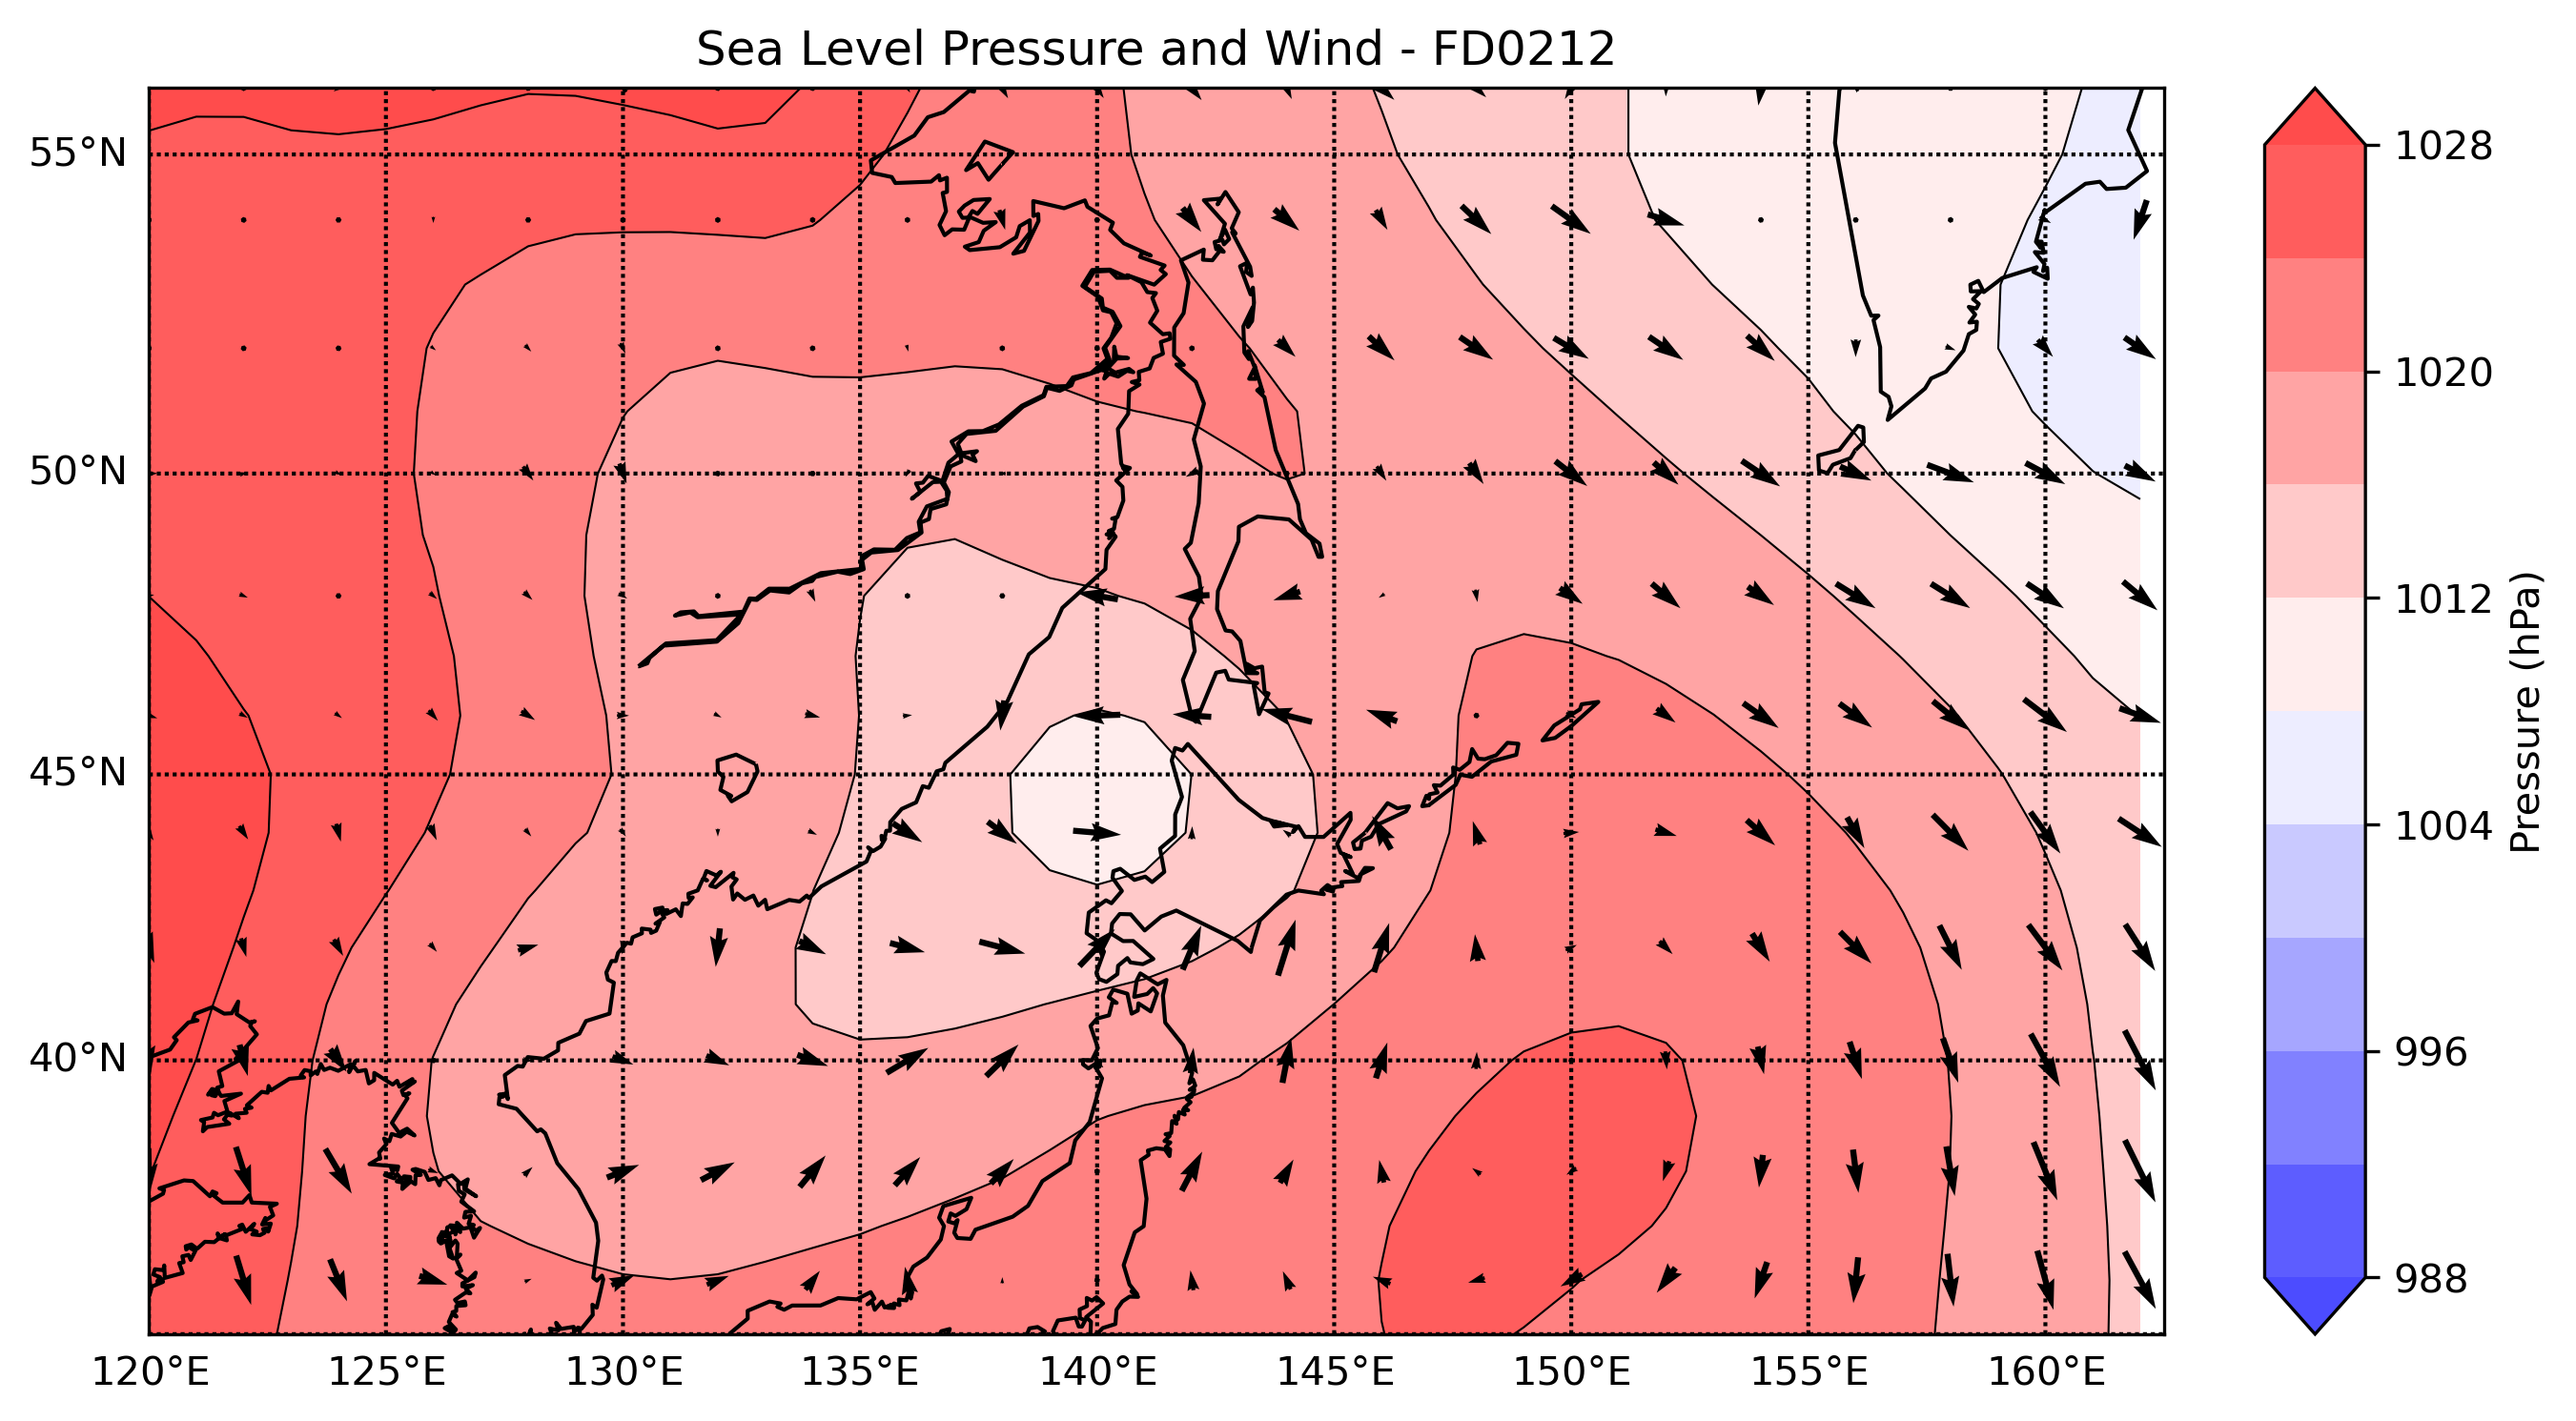 Sea Level Pressure and Wind - FD0212
55°N
50°N
45°N
40°N
120°E 125°E 130°E 135°E 140°E 145°E 150°E 155°E 160°E
1028
1020
1012
1004
996
988
Pressure (hPa)